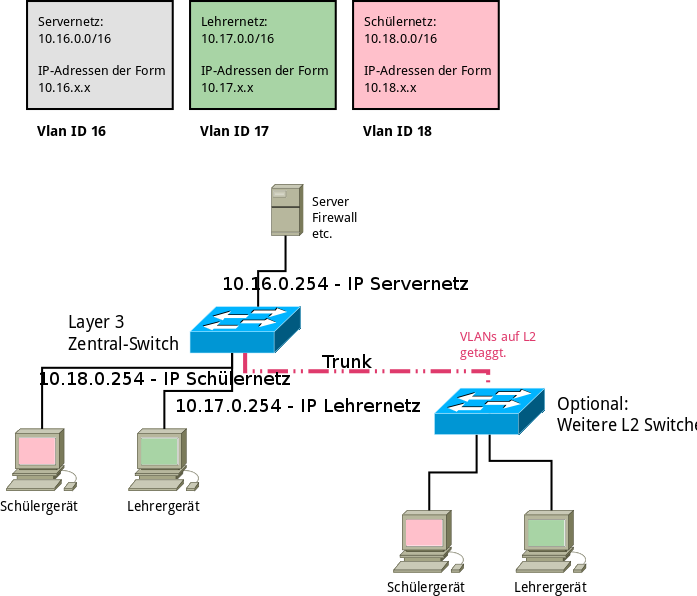 Servernetz:
10.16.0.0/16
IP-Adressen der Form
10.16.x.x
Vlan ID 16
Lehrernetz:
10.17.0.0/16
IP-Adressen der Form
10.17.x.x
Vlan ID 17
Schülernetz:
10.18.0.0/16
IP-Adressen der Form
10.18.x.x
Vlan ID 18
Server
Firewall
etc.
10.16.0.254 - IP Servernetz
Layer 3
Zentral-Switch
VLANs auf L2
getaggt.
Trunk
10.18.0.254 - IP Schülernetz
10.17.0.254 - IP Lehrernetz
Optional:
Weitere L2 Switche
Schülergerät
Lehrergerät
Schülergerät
Lehrergerät